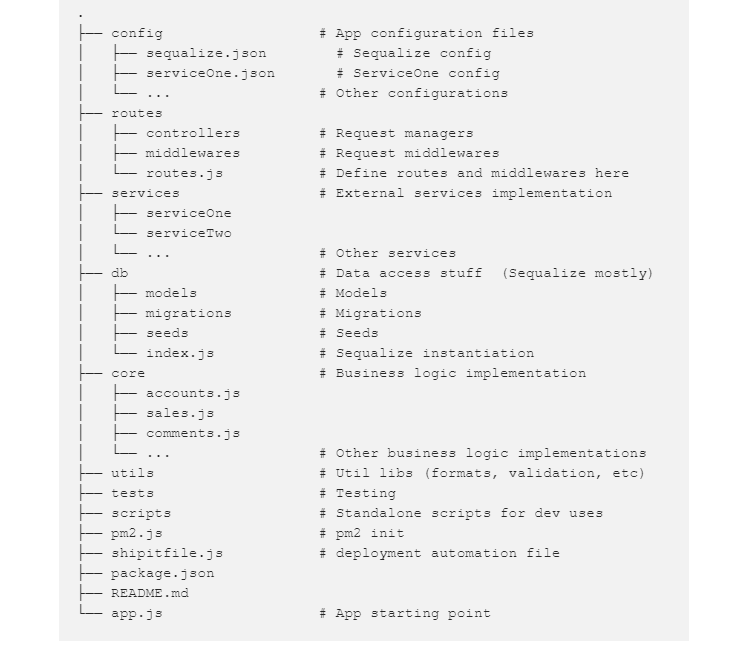 .
├── config                  # App configuration files
│   ├── sequalize.json        # Sequalize config
│   ├── serviceOne.json       # ServiceOne config
│   └── ...                 # Other configurations
├── routes
│   ├── controllers         # Request managers
│   ├── middlewares         # Request middlewares
│   └── routes.js           # Define routes and middlewares here
├── services                # External services implementation
│   ├── serviceOne
│   └── serviceTwo
│   └── ...                 # Other services
├── db                      # Data access stuff  (Sequalize mostly)
│   ├── models              # Models
│   ├── migrations          # Migrations
│   ├── seeds               # Seeds
│   └── index.js            # Sequalize instantiation
├── core                    # Business logic implementation
│   ├── accounts.js
│   ├── sales.js
│   ├── comments.js
│   └── ...                 # Other business logic implementations
├── utils                   # Util libs (formats, validation, etc)
├── tests                   # Testing
├── scripts                 # Standalone scripts for dev uses
├── pm2.js                  # pm2 init
├── shipitfile.js           # deployment automation file
├── package.json
├── README.md
└── app.js                  # App starting point